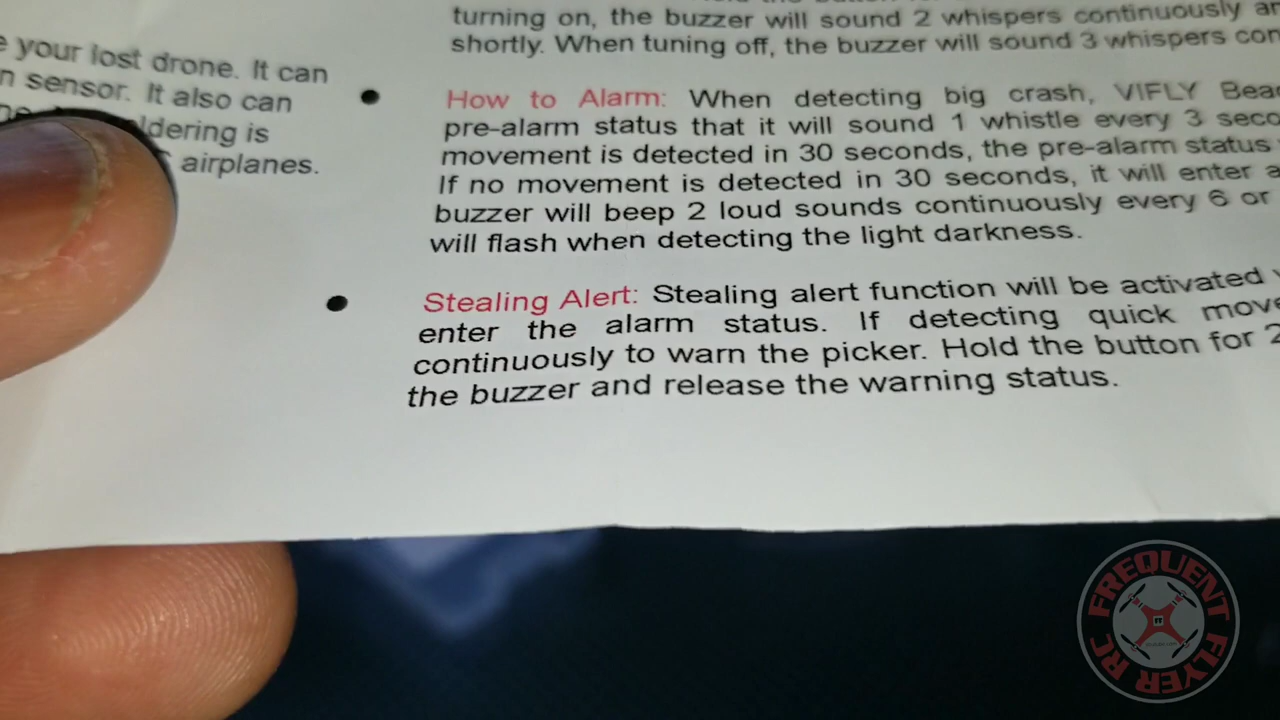 e your lost drone. It can
n sensor. It also can
ldering is
airplanes.
turning on, the buzzer will sound 2 whispers continuously
shortly. When tuning off, the buzzer will sound 3 whispers
How to Alarm: When detecting big crash, VIFLY
pre-alarm status that it will sound 1 whistle every 3
movement is detected in 30 seconds, the pre-alarm status
If no movement is detected in 30 seconds, it will enter
buzzer will beep 2 loud sounds continuously every 6 or
will flash when detecting the light darkness.
Stealing Alert: Stealing alert function will be activated
enter the alarm status. If detecting quick
continuously to warn the picker. Hold the button for 2
the buzzer and release the warning status.
FREQUENT FLYER RC